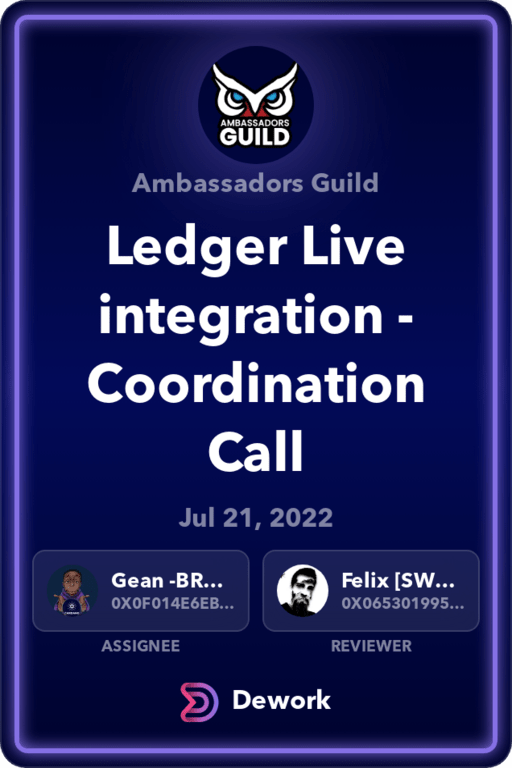 AMBASSADORS
GUILD
Ambassadors Guild
Ledger Live
integration -
Coordination
Call
Jul 21, 2022
Gean -BR...
0X0F014E6EB...
ASSIGNEE
Felix [SW...
0X065301995...
REVIEWER
Dework